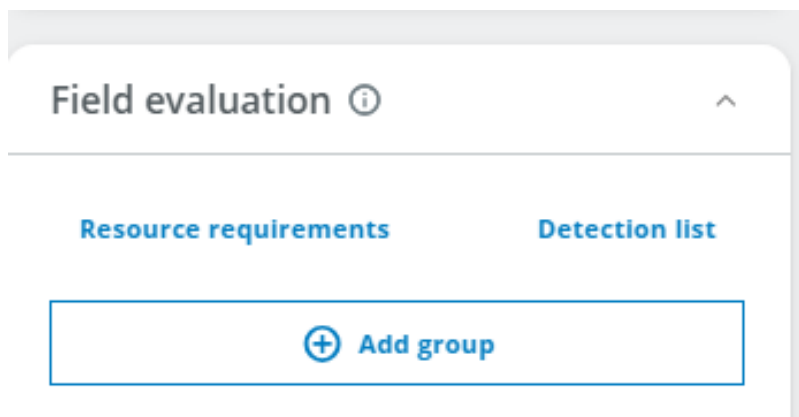 Field evaluation
Resource requirements Detection list
Add group